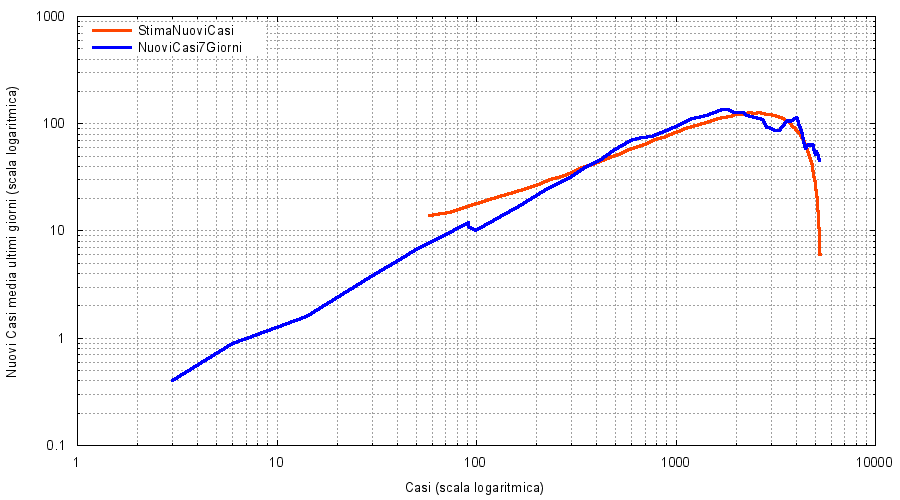 1000
StimaNuoviCasi
NuoviCasi7Giorni
100
10
1
0.1
Nuovi Casi media ultimi giorni (scala logaritmica)
1 10 100 1000 10000
Casi (scala logaritmica)